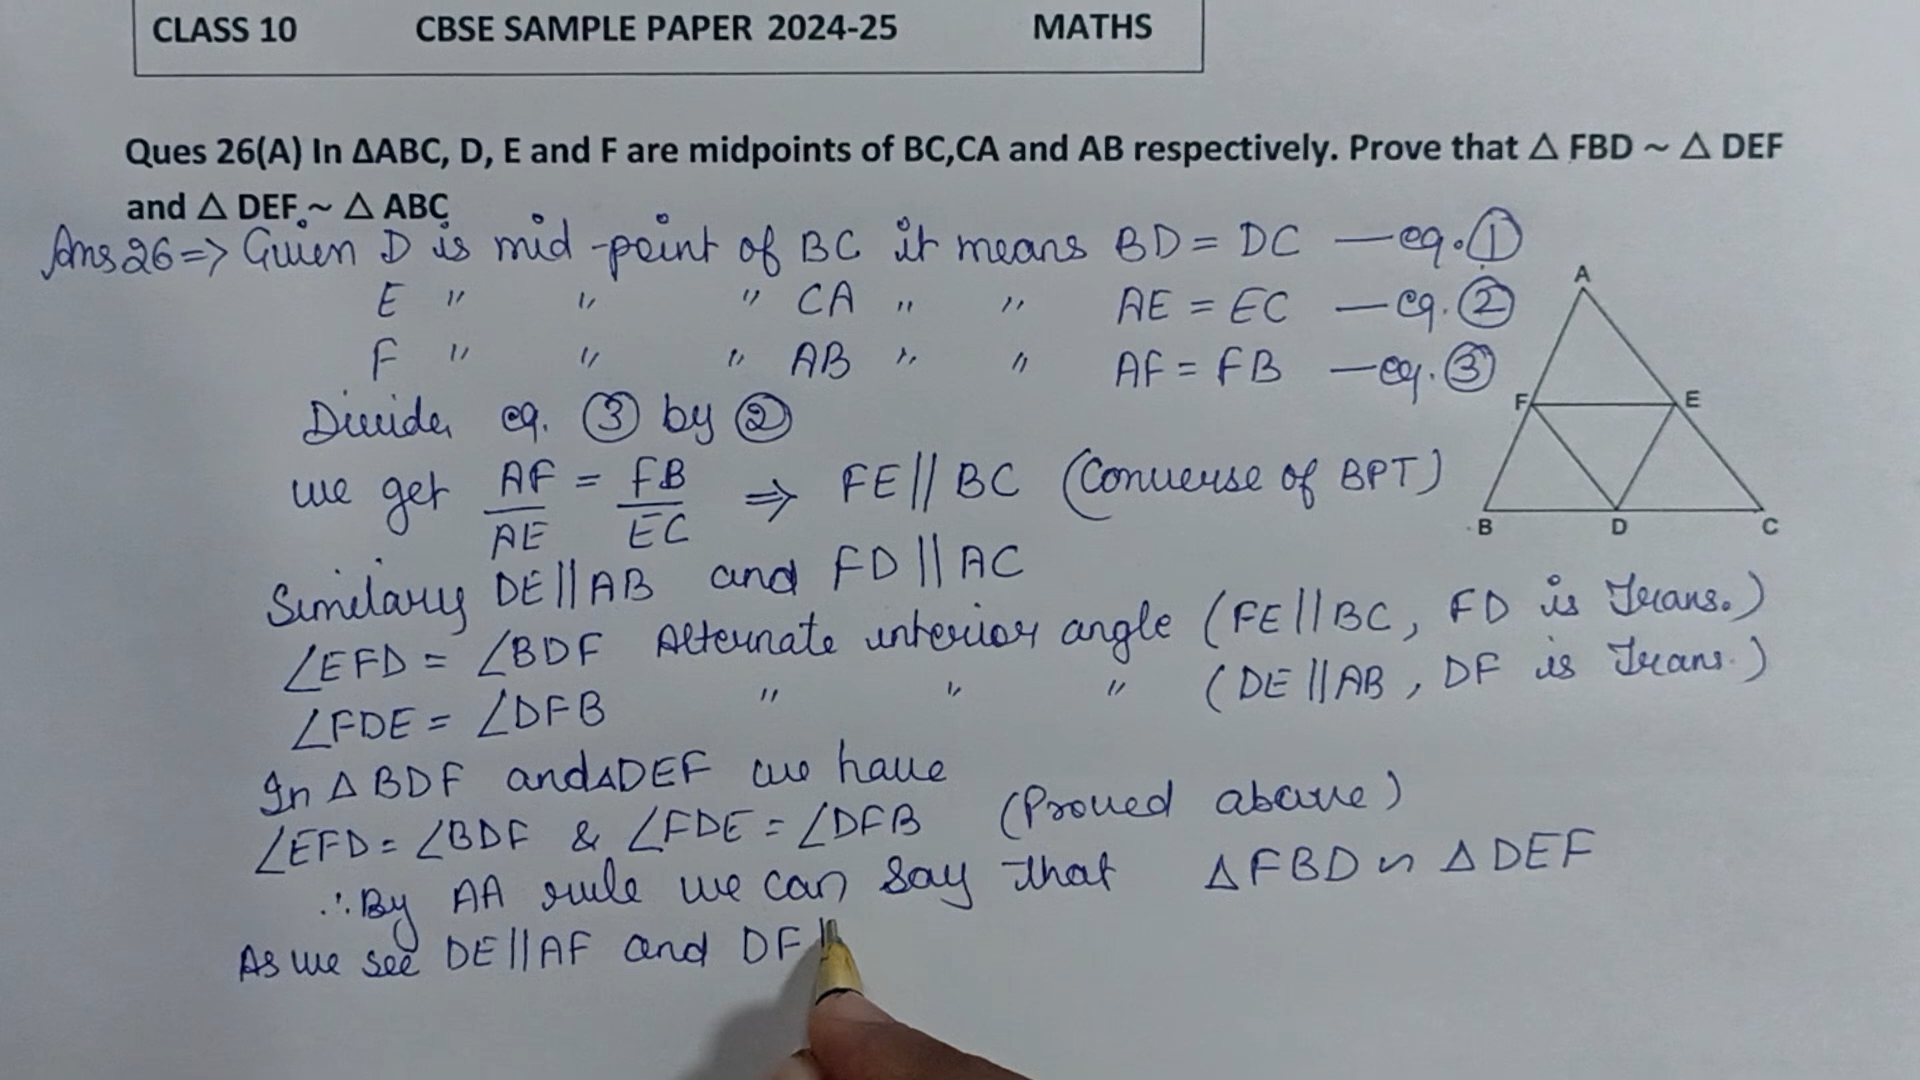 CLASS 10 CBSE SAMPLE PAPER 2024-25 MATHS
Ques 26(A) In ΔABC, D, E and F are midpoints of BC,CA and AB respectively. Prove that Δ FBD ~ Δ DEF
and Δ DEF ~ Δ ABC
Ans 26 => Given D is mid-point of BC it means BD = DC — eq. ①
E " " " CA " " AE = EC — eq. ②
F " " " AB " " AF = FB — eq. ③
Divide eq. ③ by ②
we get AF/AE = FB/EC ⇒ FE || BC (Converse of BPT)
Similary DE || AB and FD || AC
∠EFD = ∠BDF Alternate interior angle (FE || BC, FD is Trans.)
∠FDE = ∠DFB " " " (DE || AB, DF is Trans.)
In Δ BDF and Δ DEF we have
∠EFD = ∠BDF & ∠FDE = ∠DFB (Proved above)
∴ By AA rule we can say that Δ FBD ~ Δ DEF
As we see DE || AF and DF ||
A
F
E
B
D
C